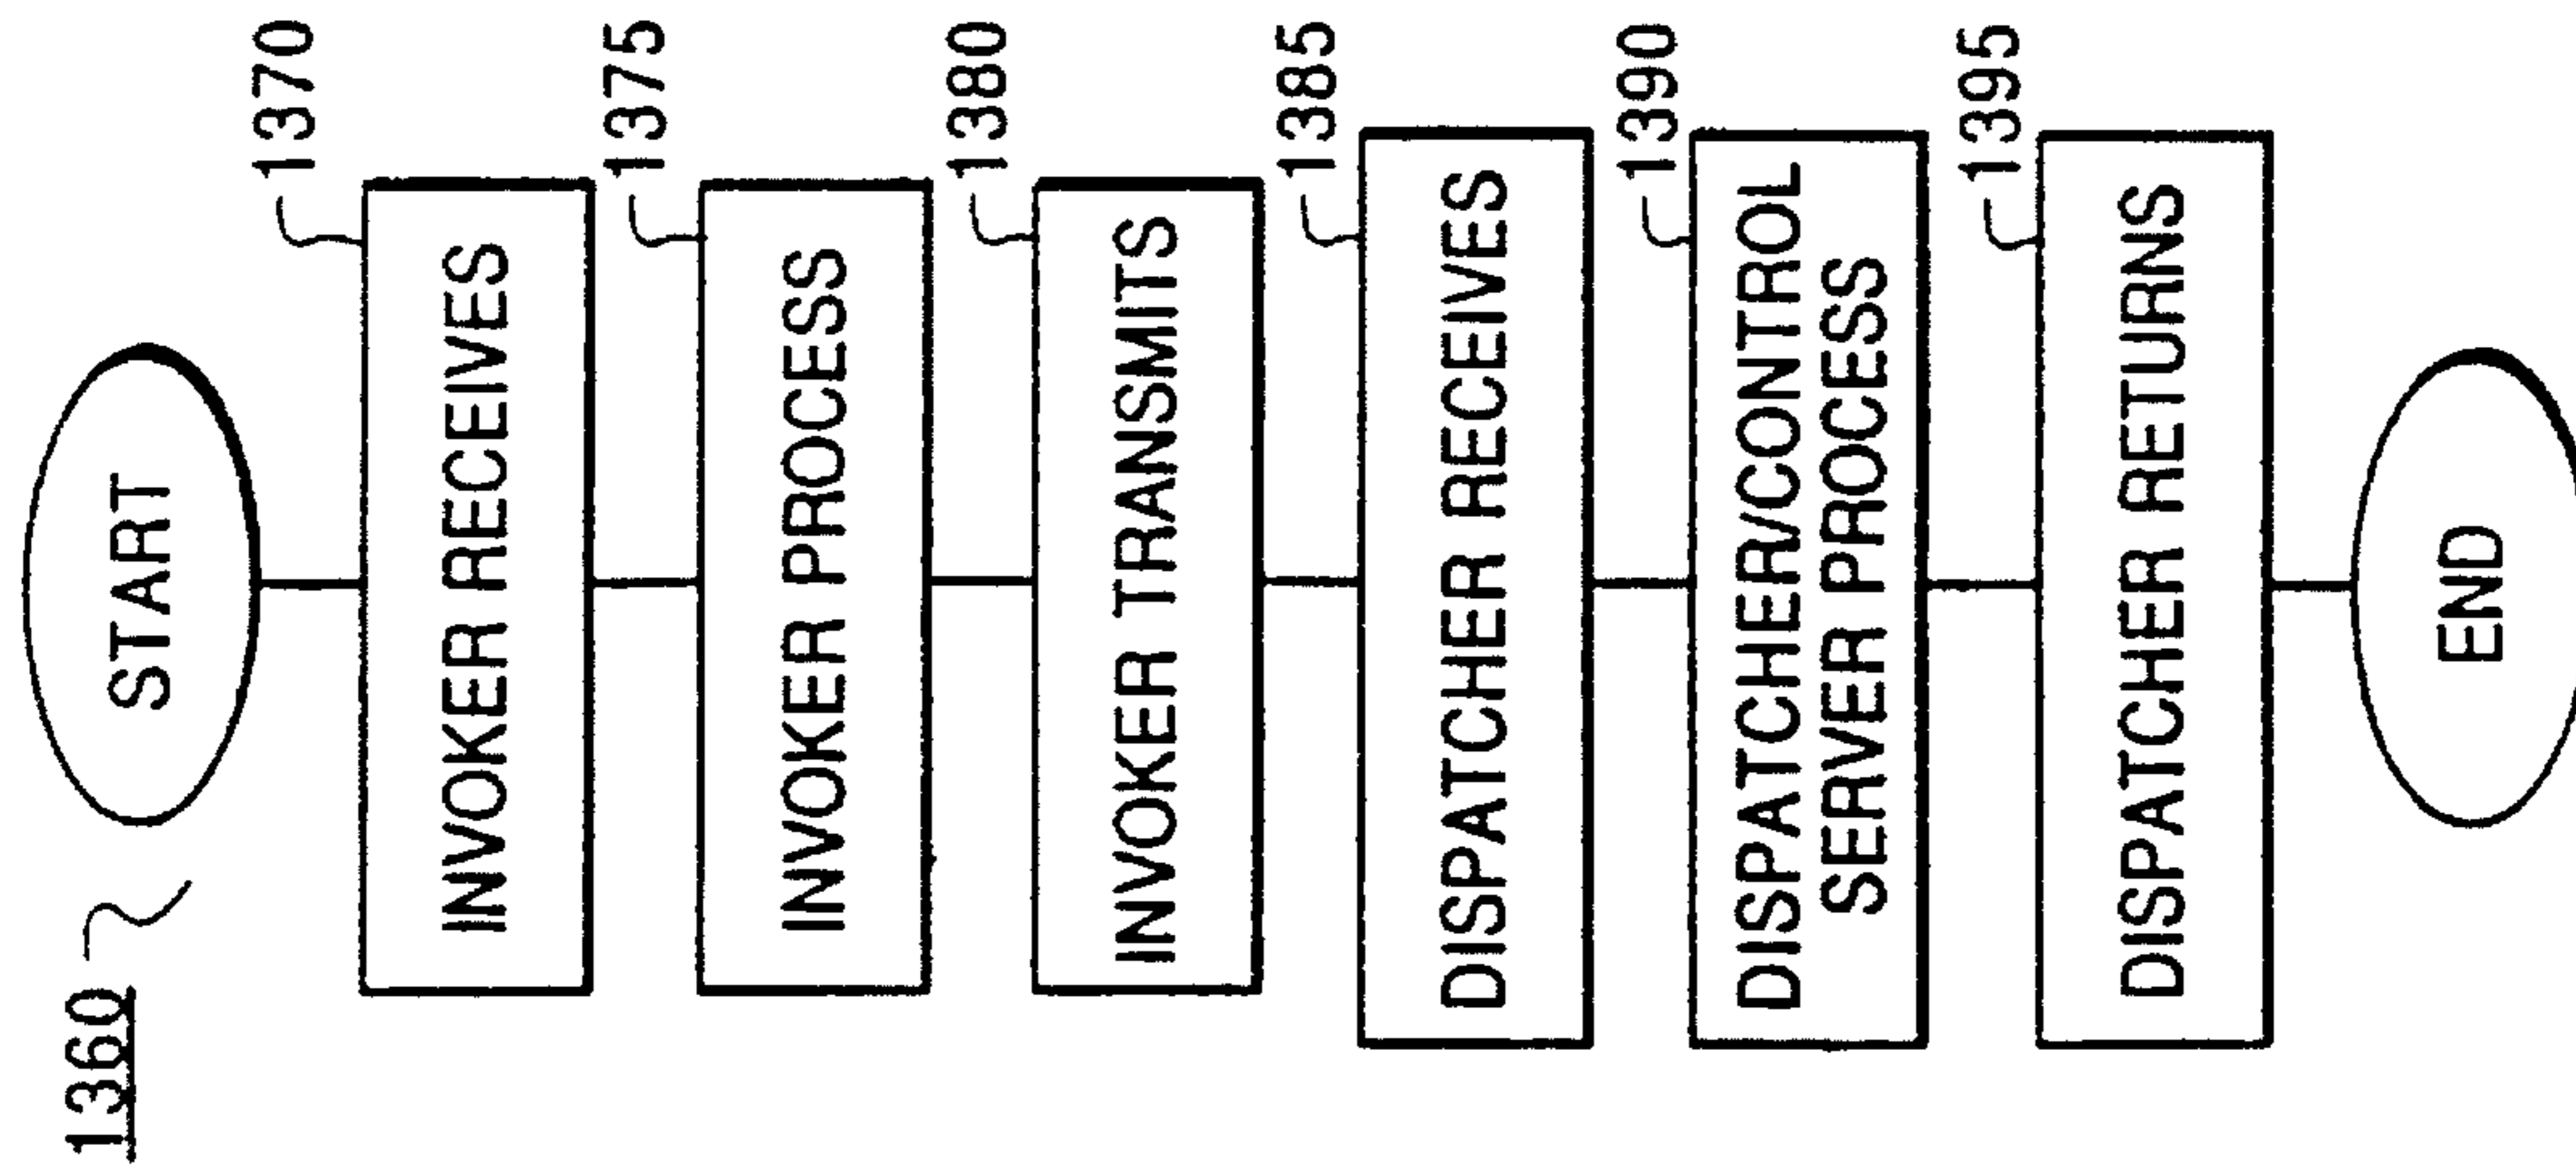 1360
START
1370
INVOKER RECEIVES
1375
INVOKER PROCESS
1380
INVOKER TRANSMITS
1385
DISPATCHER RECEIVES
1390
DISPATCHER/CONTROL
SERVER PROCESS
1395
DISPATCHER RETURNS
END